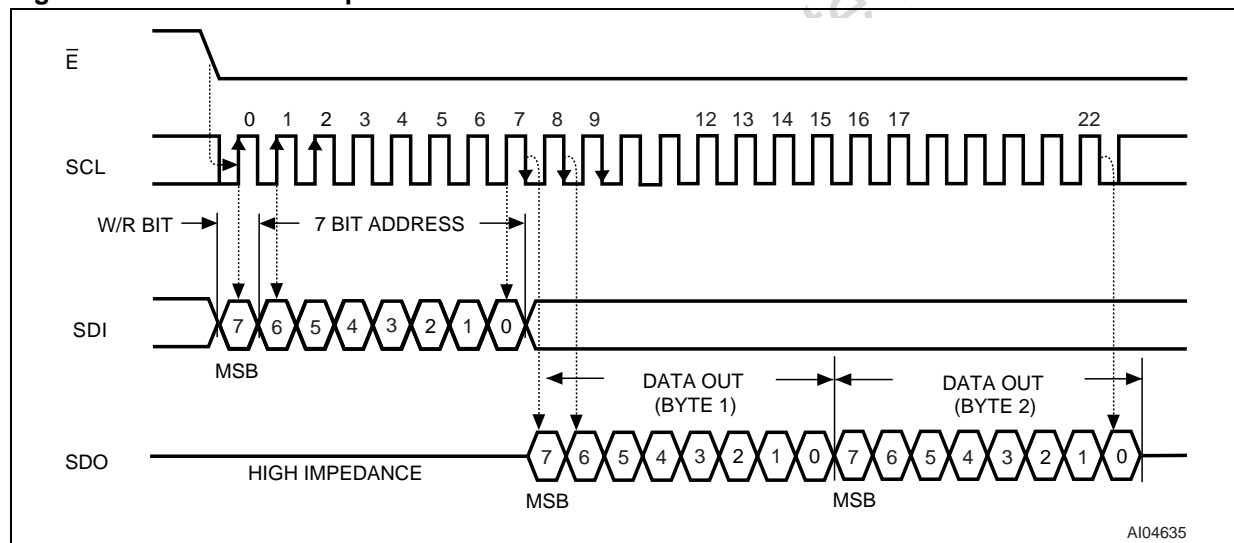 E
0 1 2 3 4 5 6 7 8 9 12 13 14 15 16 17 22
SCL
W/R BIT
7 BIT ADDRESS
SDI
7 6 5 4 3 2 1 0
MSB
DATA OUT
(BYTE 1)
DATA OUT
(BYTE 2)
SDO
HIGH IMPEDANCE
7 6 5 4 3 2 1 0 7 6 5 4 3 2 1 0
MSB
MSB
AI04635